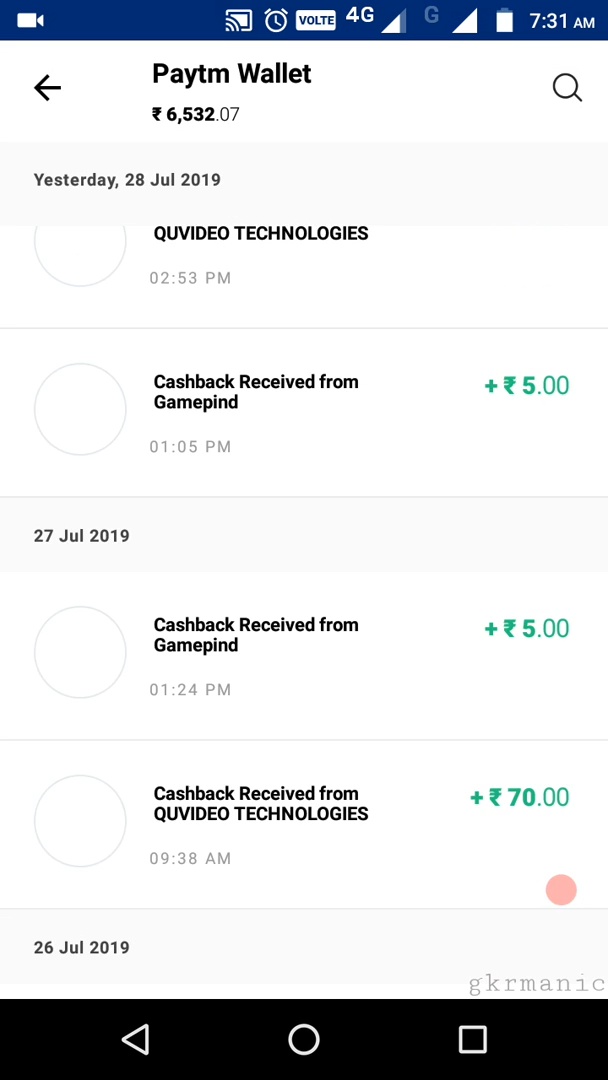 VOLTE 4G G 7:31 AM
Paytm Wallet
₹ 6,532.07
Yesterday, 28 Jul 2019
QUVIDEO TECHNOLOGIES
02:53 PM
Cashback Received from + ₹ 5.00
Gamepind
01:05 PM
27 Jul 2019
Cashback Received from + ₹ 5.00
Gamepind
01:24 PM
Cashback Received from + ₹ 70.00
QUVIDEO TECHNOLOGIES
09:38 AM
26 Jul 2019
gkrmanic